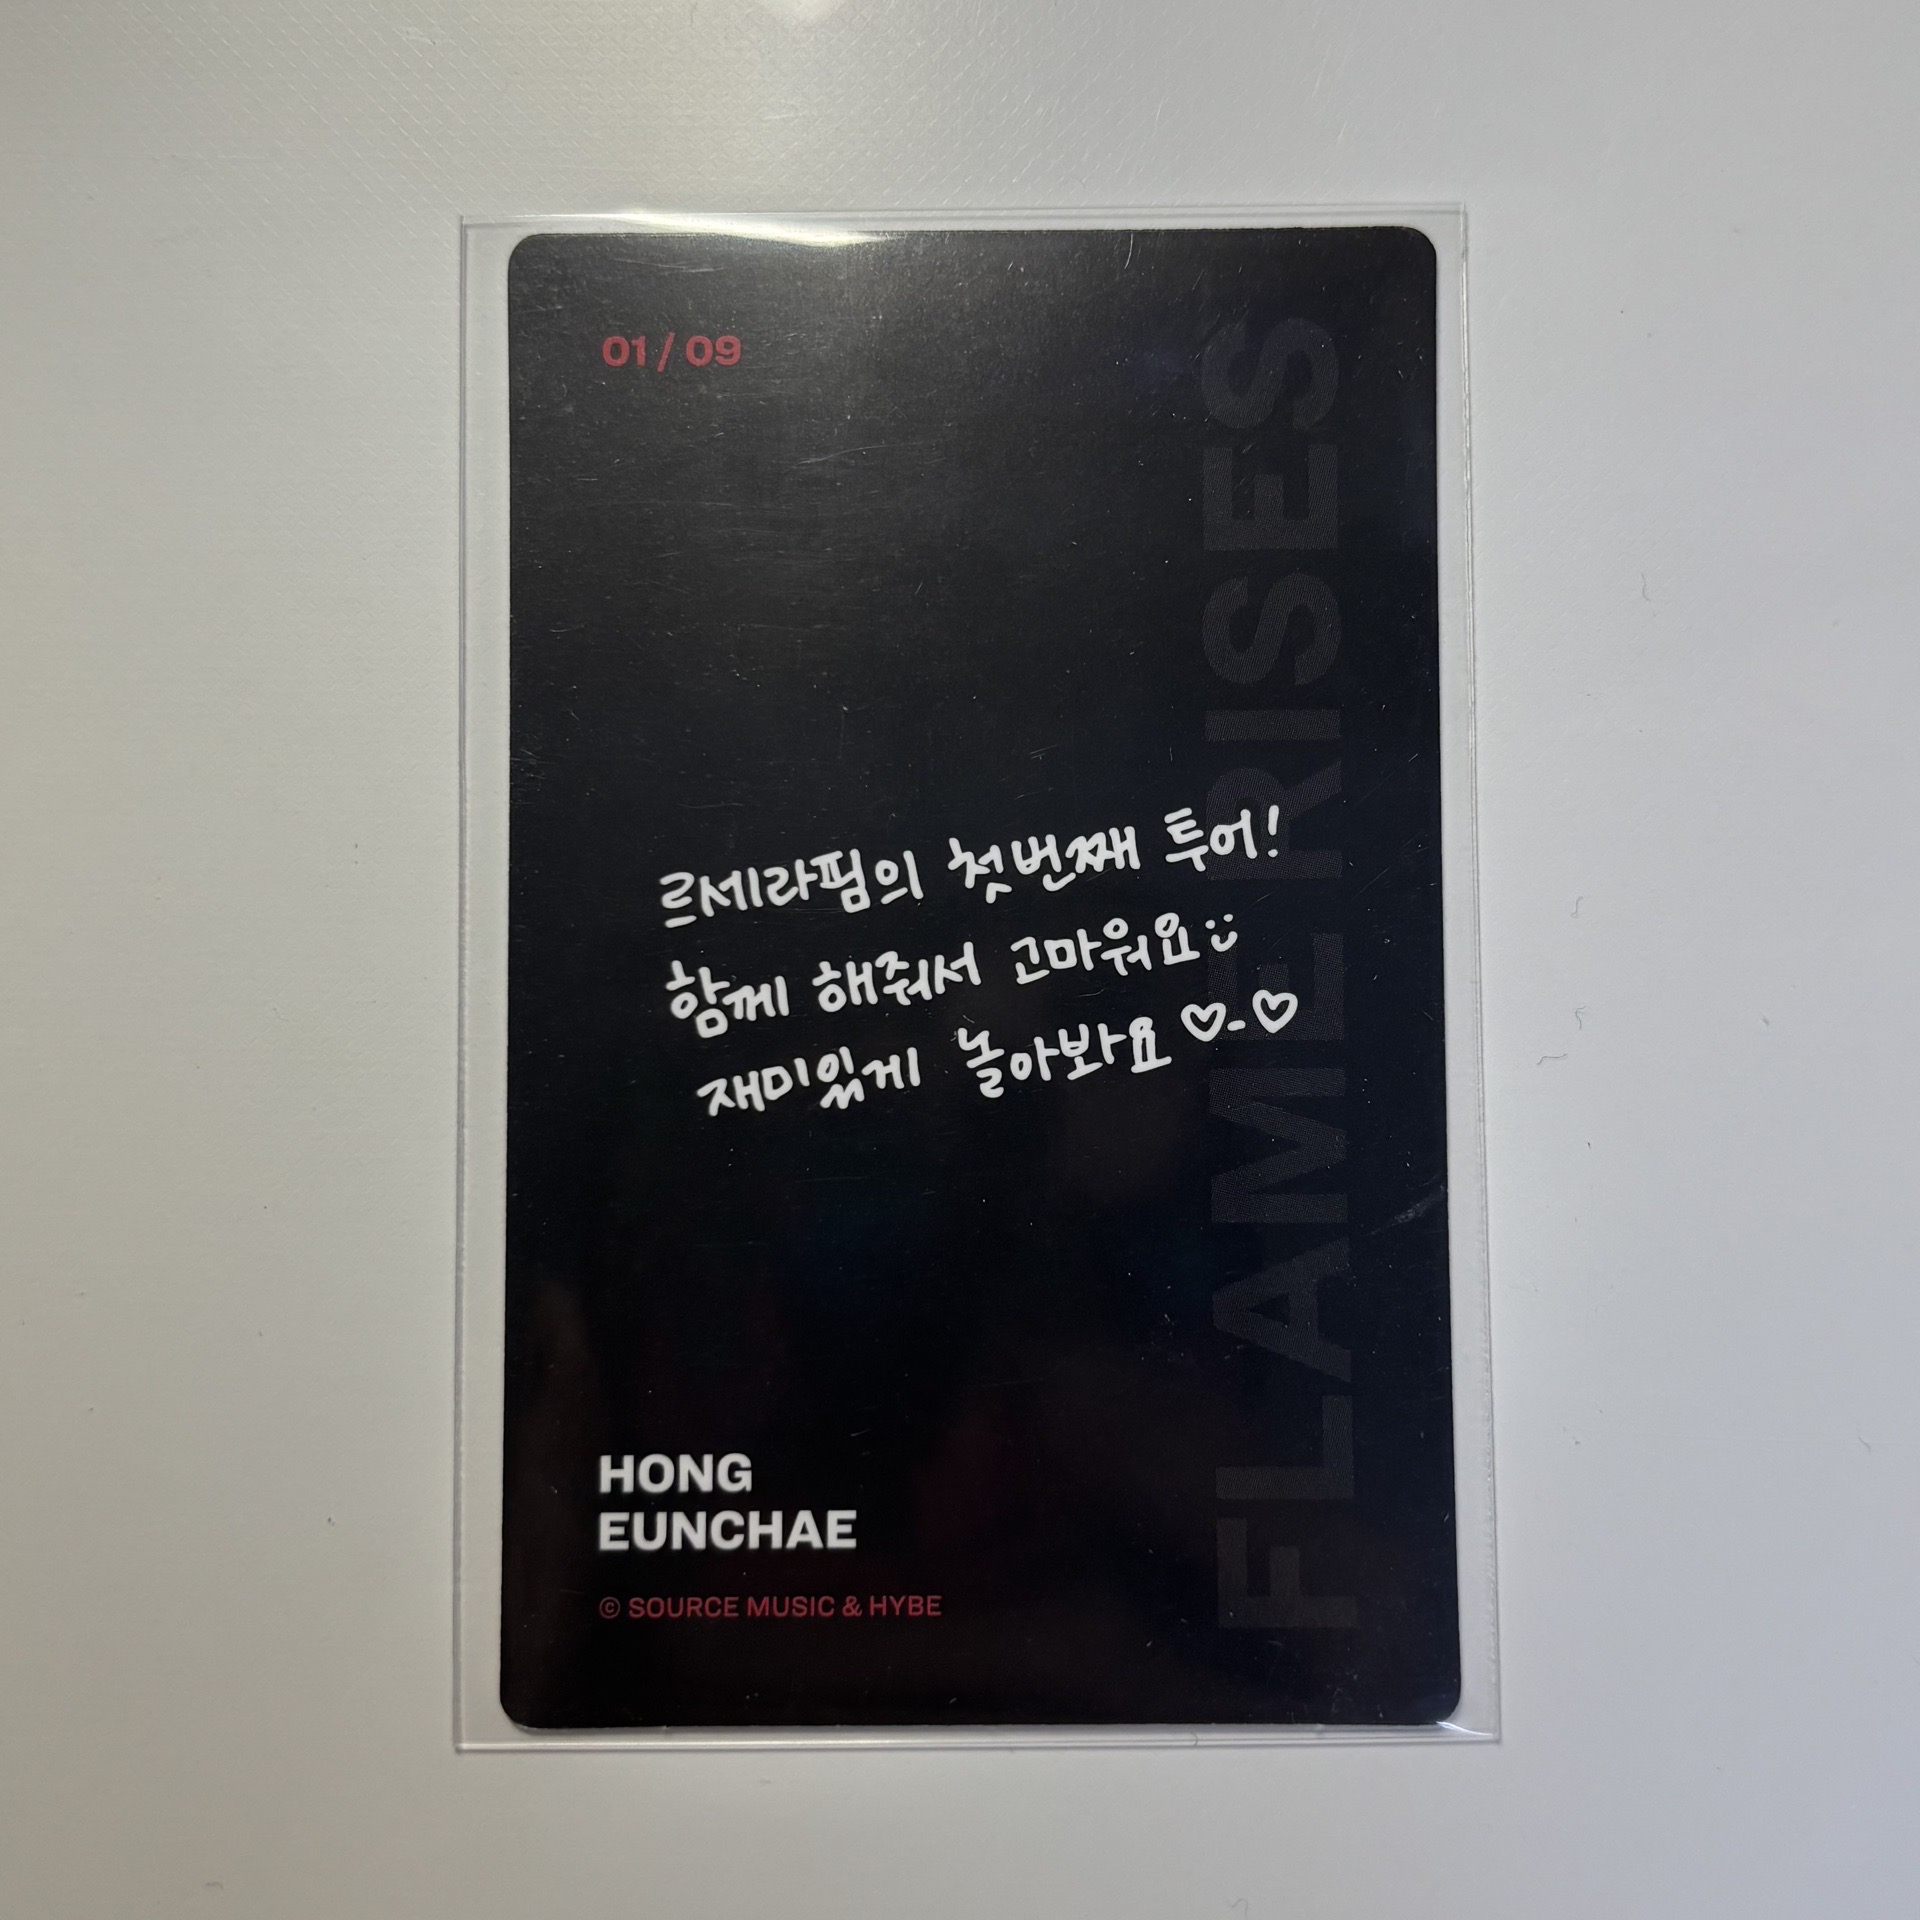 01 / 09
르세라핌의 첫번째 투어!
함께 해줘서 고마워요
재미있게 놀아봐요 ♡-♡
FLAME RISES
HONG
EUNCHAE
© SOURCE MUSIC & HYBE